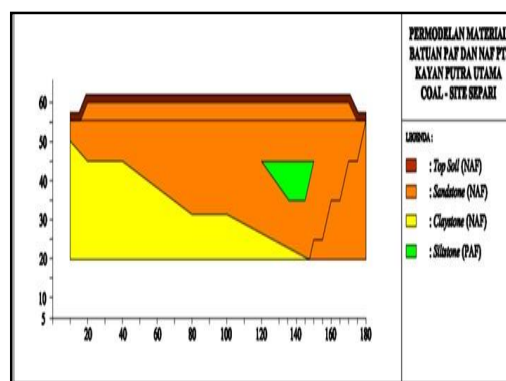 PERMODELAN MATERIAL
BATUAN PAF DAN NAF PT
KAYAN PUTRA UTAMA
COAL - SITE SEPARI
LEGENDA :
: Top Soil (NAF)
: Sandstone (NAF)
: Claystone (NAF)
: Siltstone (PAF)
60
50
40
30
20
10
5
20 40 60 80 100 120 140 160 180